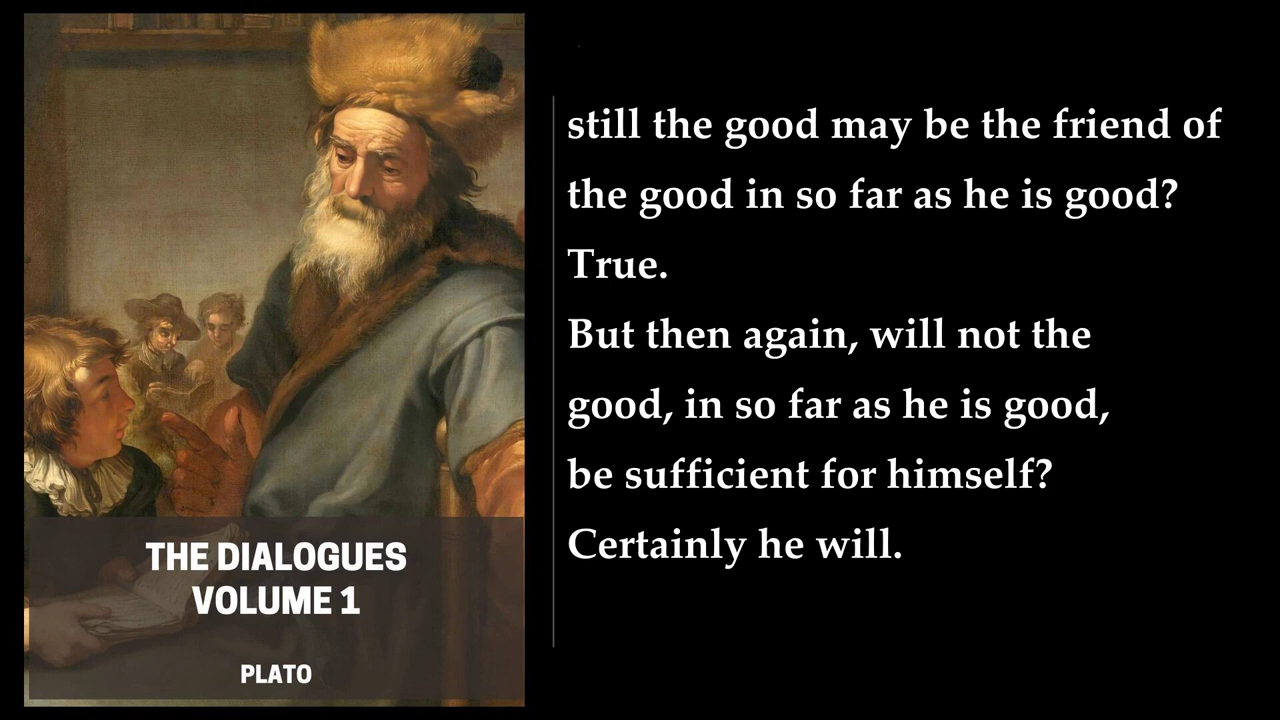 THE DIALOGUES
VOLUME 1
PLATO
still the good may be the friend of
the good in so far as he is good?
True.
But then again, will not the
good, in so far as he is good,
be sufficient for himself?
Certainly he will.